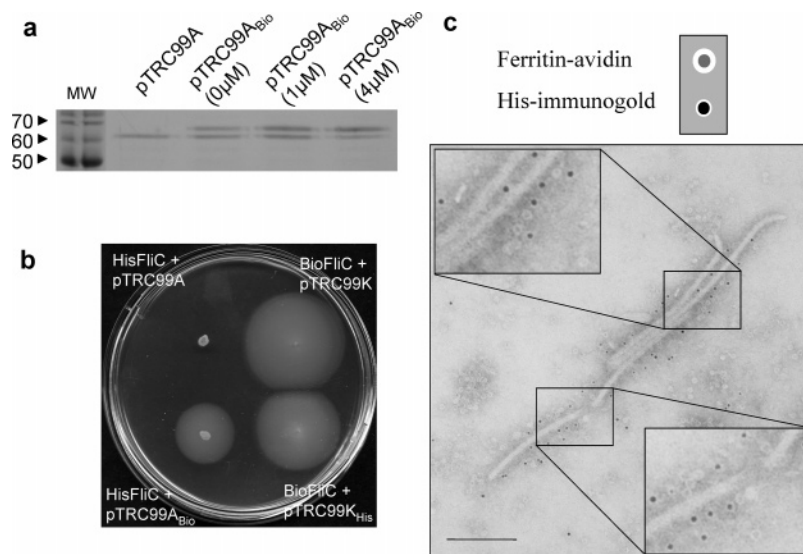 a
MW
pTRC99A
pTRC99ABio
(0µM)
pTRC99ABio
(1µM)
pTRC99ABio
(4µM)
70
60
50
b
HisFliC +
pTRC99A
BioFliC +
pTRC99K
HisFliC +
pTRC99ABio
BioFliC +
pTRC99KHis
c
Ferritin-avidin
His-immunogold